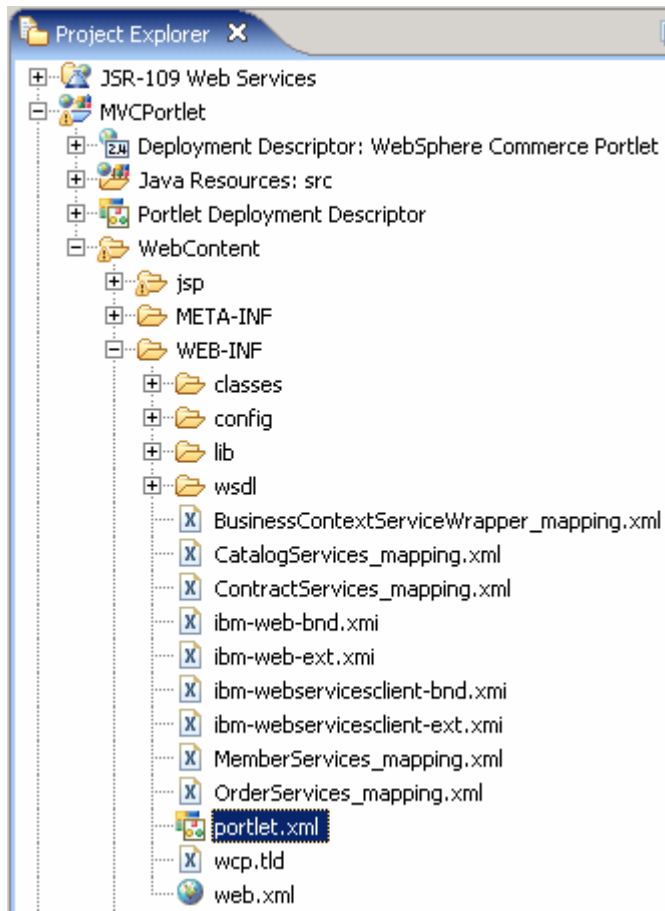 Project Explorer
JSR-109 Web Services
MVCPortlet
2.4 Deployment Descriptor: WebSphere Commerce Portlet
Java Resources: src
Portlet Deployment Descriptor
WebContent
jsp
META-INF
WEB-INF
classes
config
lib
wsdl
BusinessContextServiceWrapper_mapping.xml
CatalogServices_mapping.xml
ContractServices_mapping.xml
ibm-web-bnd.xmi
ibm-web-ext.xmi
ibm-webservicesclient-bnd.xmi
ibm-webservicesclient-ext.xmi
MemberServices_mapping.xml
OrderServices_mapping.xml
portlet.xml
wcp.tld
web.xml